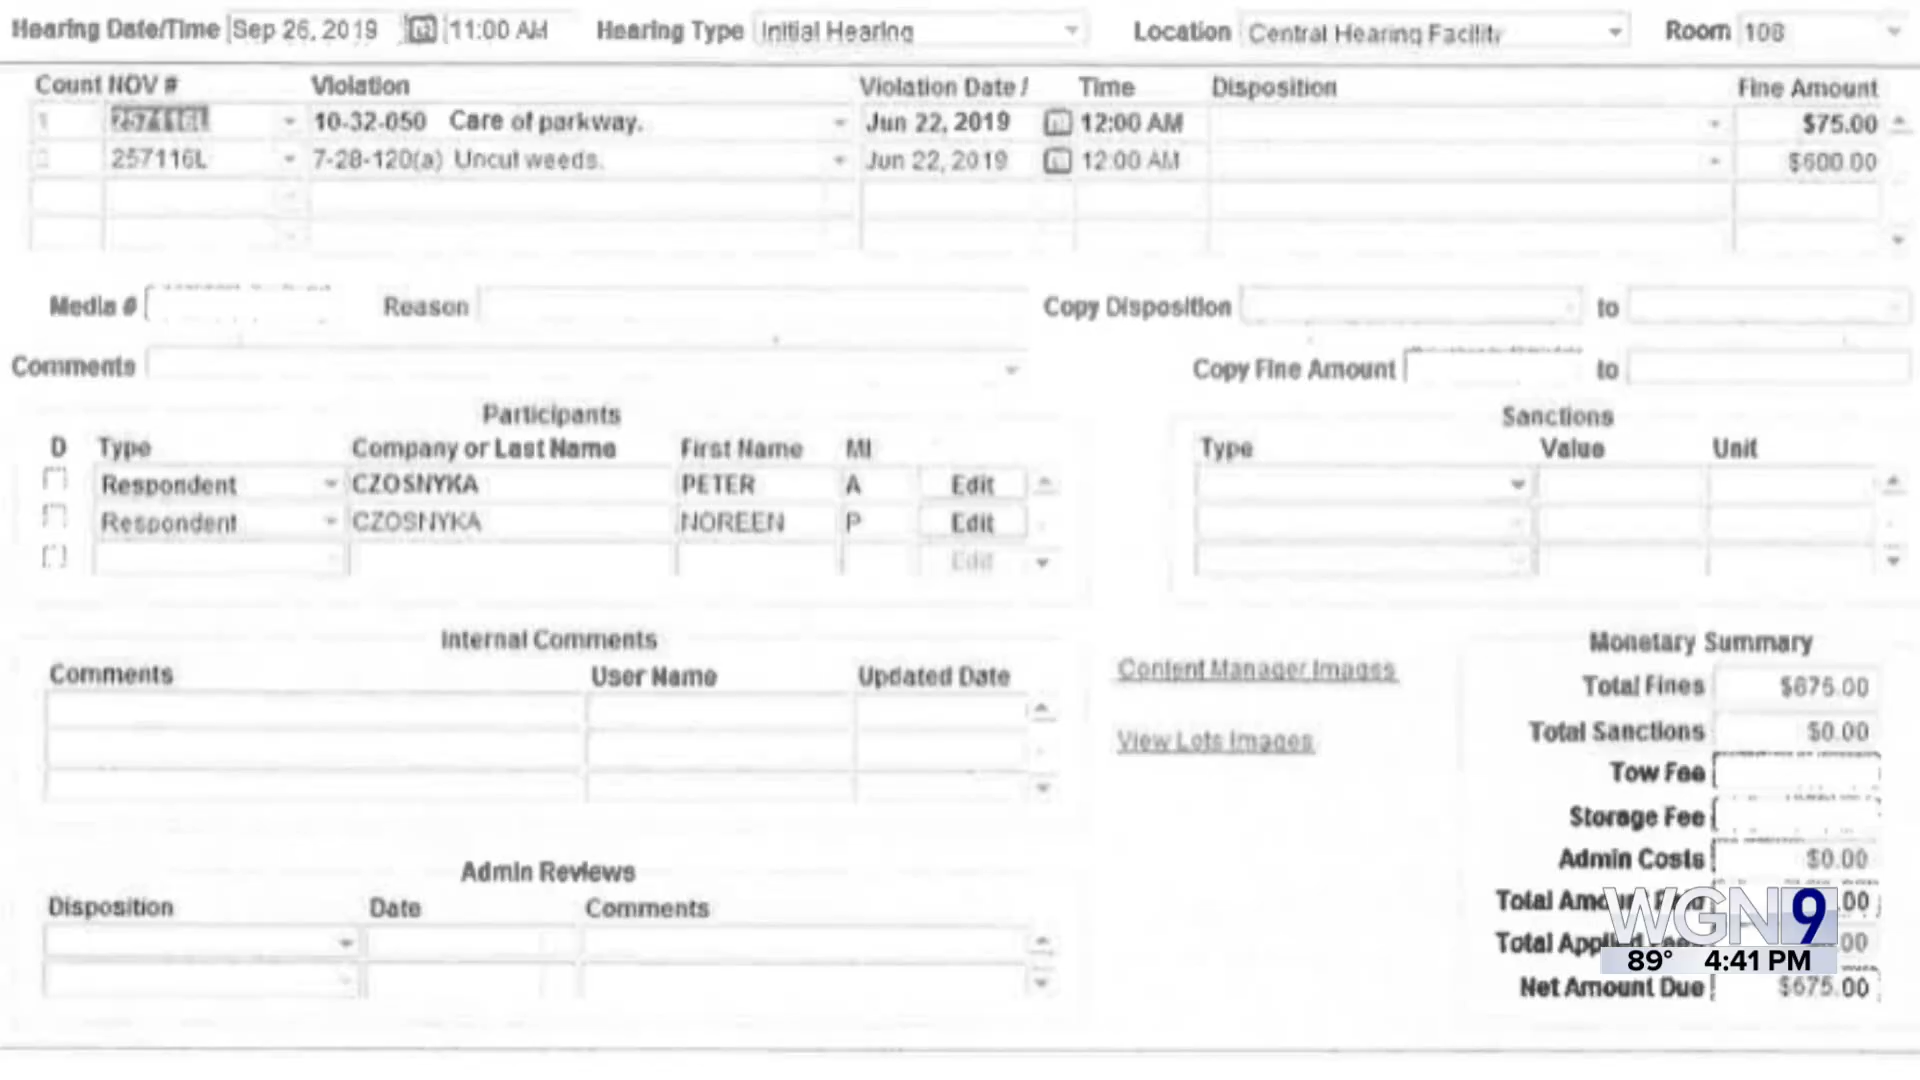 Hearing Date/Time Sep 26, 2019 11:00 AM Hearing Type Initial Hearing Location Central Hearing Facility Room 108
Count NOV # Violation Violation Date / Time Disposition Fine Amount
1 257116L 10-32-050 Care of parkway. Jun 22, 2019 12:00 AM $75.00
2 257116L 7-28-120(a) Uncut weeds. Jun 22, 2019 12:00 AM $600.00
Media # Reason Copy Disposition to
Comments Copy Fine Amount to
Participants Sanctions
D Type Company or Last Name First Name MI Type Value Unit
Respondent CZOSNYKA PETER A Edit
Respondent CZOSNYKA NOREEN P Edit
Edit
Internal Comments Monetary Summary
Comments User Name Updated Date Content Manager Images
Total Fines $675.00
Total Sanctions $0.00
View Lots Images
Tow Fee
Storage Fee
Admin Costs $0.00
Admin Reviews
Disposition Date Comments
Total .00
Total .00
WGN 9
89° 4:41 PM
Net Amount Due $675.00